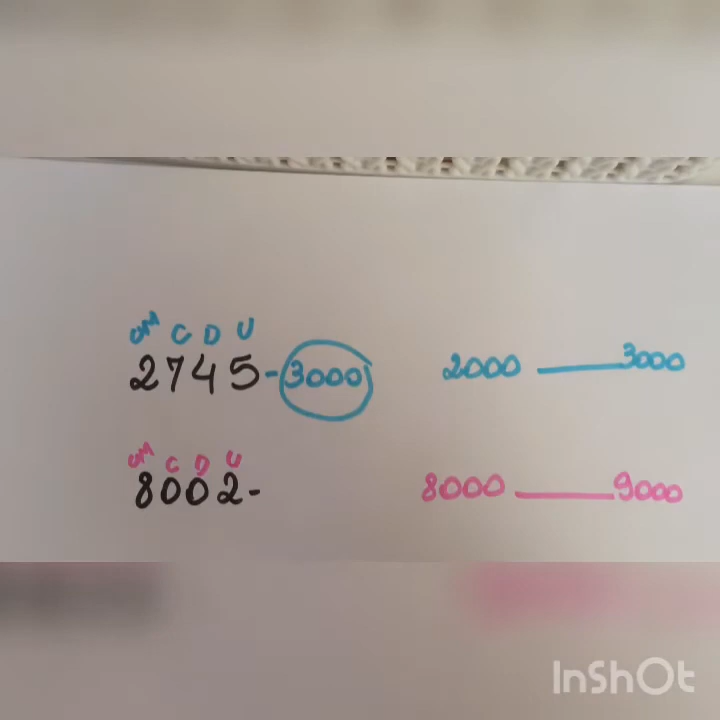 UM C D U
2745-3000 2000 ——— 3000
UM C D U
8002- 8000 ——— 9000
InShOt